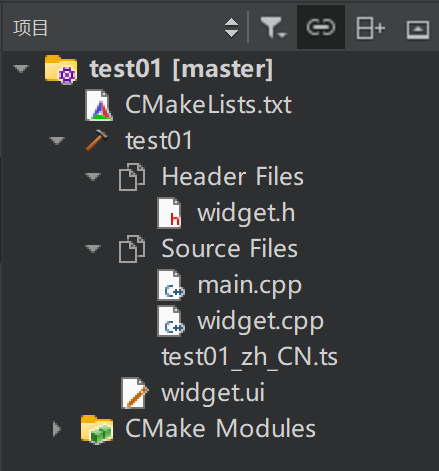 项目
test01 [master]
CMakeLists.txt
test01
Header Files
widget.h
Source Files
main.cpp
widget.cpp
test01_zh_CN.ts
widget.ui
CMake Modules